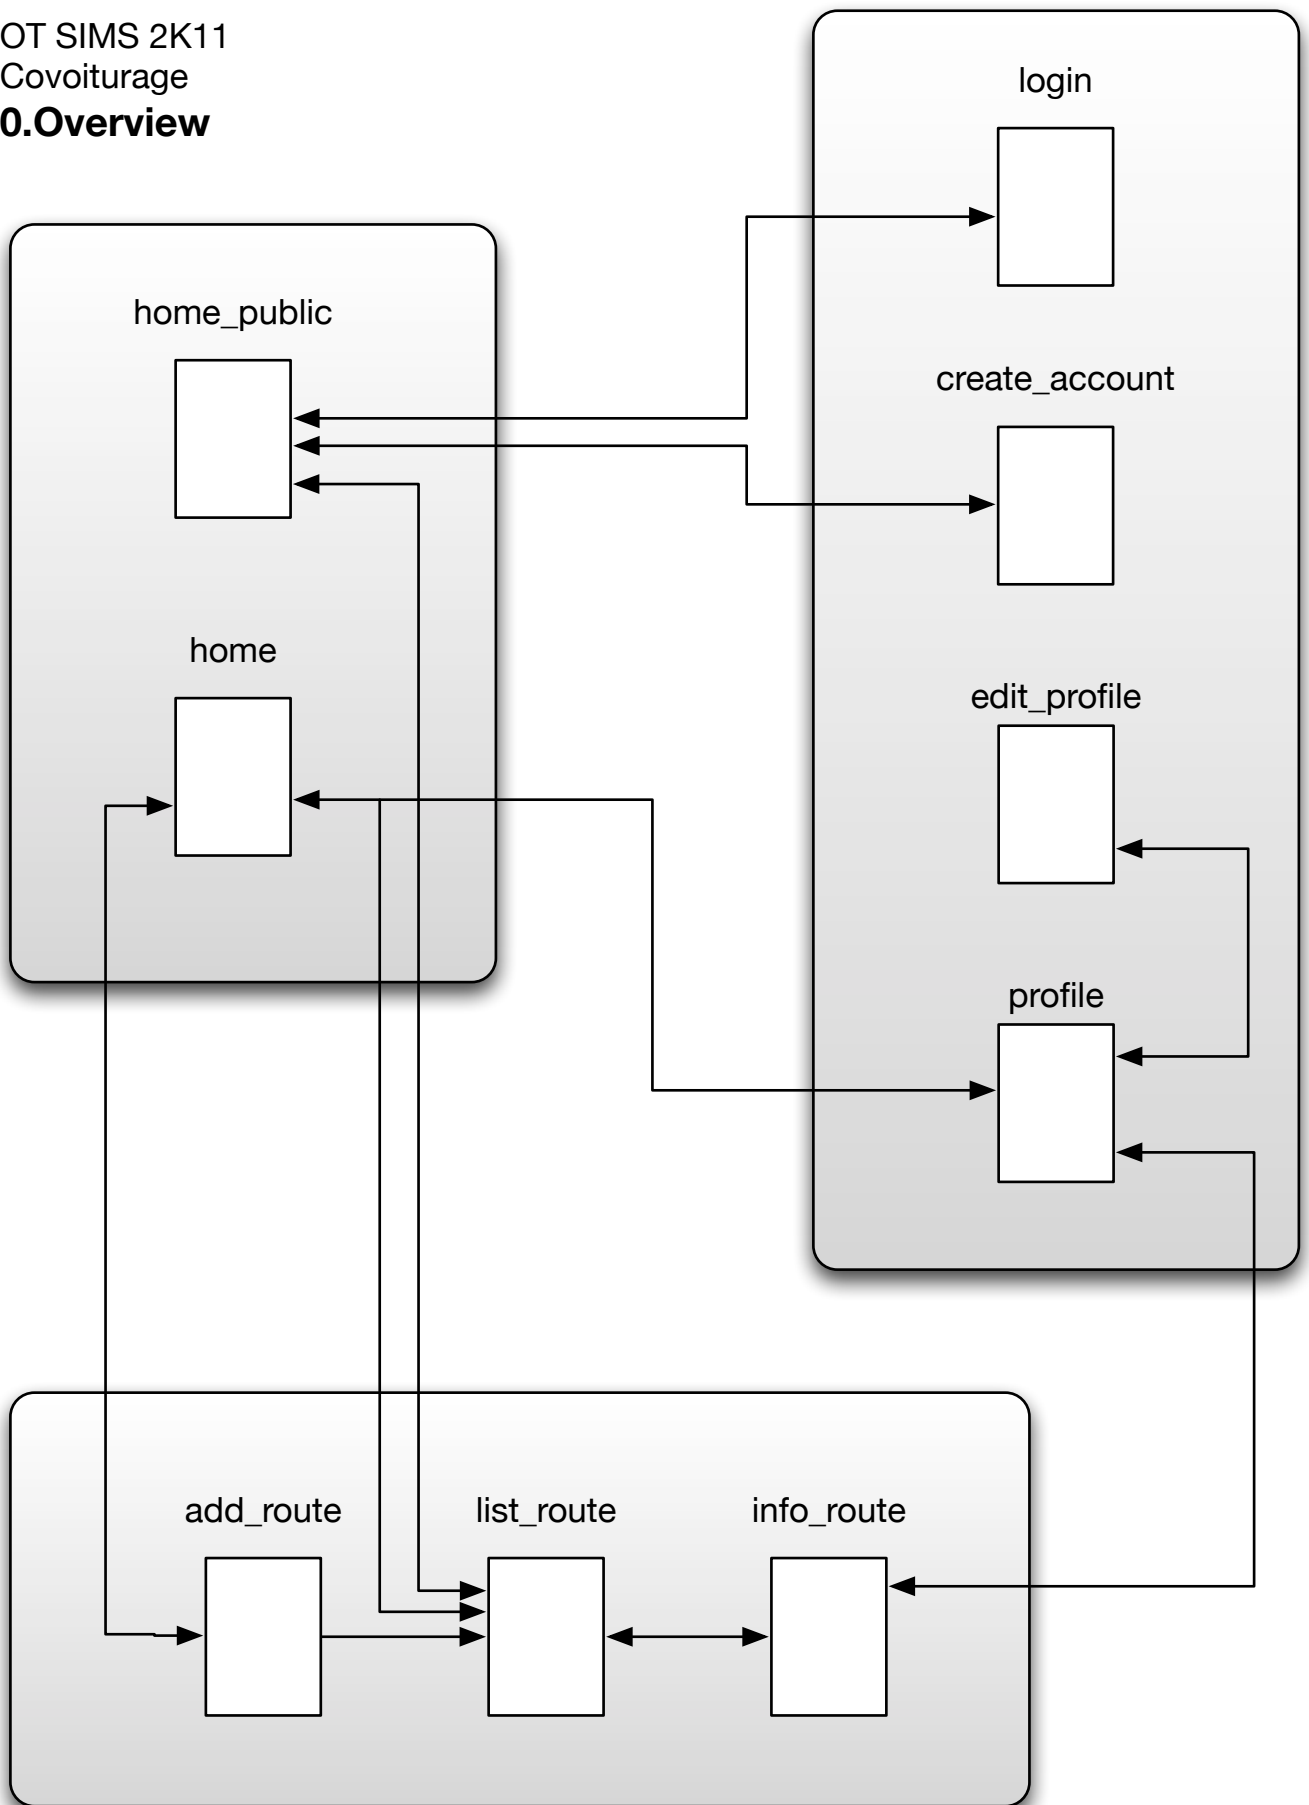 OT SIMS 2K11
Covoiturage
0.Overview
login
home_public
create_account
home
edit_profile
profile
add_route
list_route
info_route